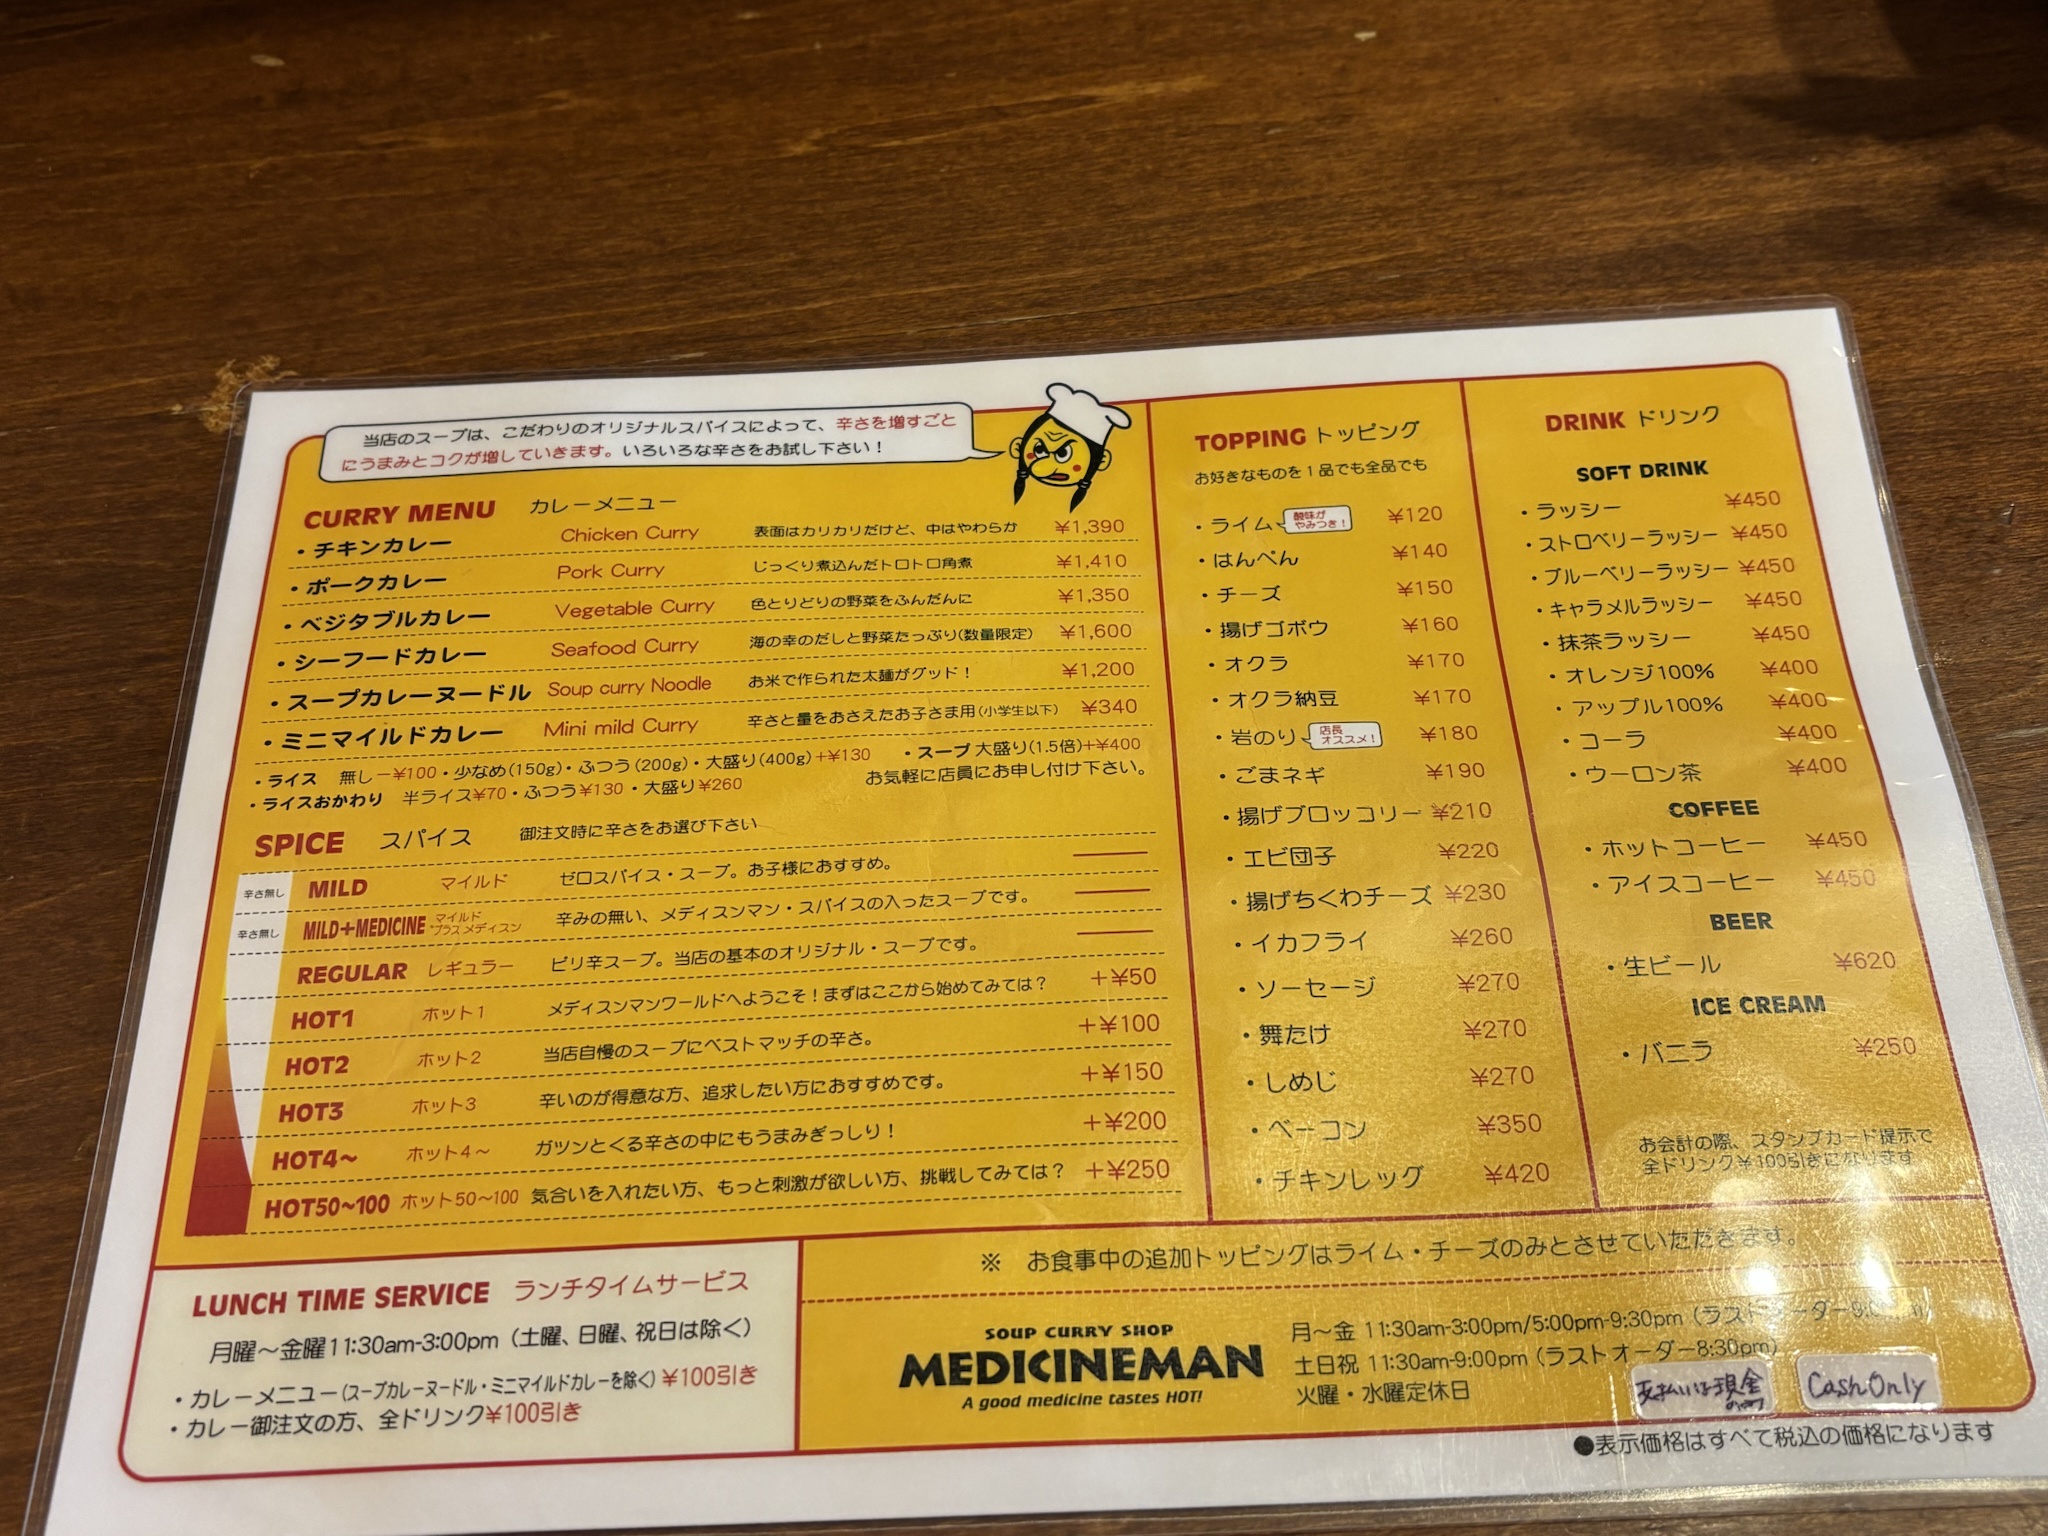 当店のスープは、こだわりのオリジナルスパイスによって、辛さを増すごと
にうまみとコクが増していきます。いろいろな辛さをお試し下さい！
CURRY MENU カレーメニュー
・チキンカレー Chicken Curry 表面はカリカリだけど、中はやわらか ¥1,390
・ポークカレー Pork Curry じっくり煮込んだトロトロ角煮 ¥1,410
・ベジタブルカレー Vegetable Curry 色とりどりの野菜をふんだんに ¥1,350
・シーフードカレー Seafood Curry 海の幸のだしと野菜たっぷり(数量限定) ¥1,600
・スープカレーヌードル Soup curry Noodle お米で作られた太麺がグッド！ ¥1,200
・ミニマイルドカレー Mini mild Curry 辛さと量をおさえたお子さま用(小学生以下) ¥340
・ライス 無し−¥100・少なめ(150g)・ふつう(200g)・大盛り(400g)+¥130 ・スープ 大盛り(1.5倍)+¥400
・ライスおかわり 半ライス¥70・ふつう¥130・大盛り¥260 お気軽に店員にお申し付け下さい。
SPICE スパイス 御注文時に辛さをお選び下さい
辛さ無し MILD マイルド ゼロスパイス・スープ。お子様におすすめ。
辛さ無し MILD+MEDICINE マイルドプラスメディスン 辛みの無い、メディスンマン・スパイスの入ったスープです。
REGULAR レギュラー ピリ辛スープ。当店の基本のオリジナル・スープです。
HOT1 ホット1 メディスンマンワールドへようこそ！まずはここから始めてみては？ +¥50
HOT2 ホット2 当店自慢のスープにベストマッチの辛さ。 +¥100
HOT3 ホット3 辛いのが得意な方、追求したい方におすすめです。 +¥150
HOT4~ ホット4～ ガツンとくる辛さの中にもうまみぎっしり！ +¥200
HOT50~100 ホット50～100 気合いを入れたい方、もっと刺激が欲しい方、挑戦してみては？ +¥250
TOPPING トッピング
お好きなものを1品でも全品でも
・ライム 酸味がやみつき！ ¥120
・はんぺん ¥140
・チーズ ¥150
・揚げゴボウ ¥160
・オクラ ¥170
・オクラ納豆 ¥170
・岩のり 店長オススメ！ ¥180
・ごまネギ ¥190
・揚げブロッコリー ¥210
・エビ団子 ¥220
・揚げちくわチーズ ¥230
・イカフライ ¥260
・ソーセージ ¥270
・舞たけ ¥270
・しめじ ¥270
・ベーコン ¥350
・チキンレッグ ¥420
DRINK ドリンク
SOFT DRINK
・ラッシー ¥450
・ストロベリーラッシー ¥450
・ブルーベリーラッシー ¥450
・キャラメルラッシー ¥450
・抹茶ラッシー ¥450
・オレンジ100% ¥400
・アップル100% ¥400
・コーラ ¥400
・ウーロン茶 ¥400
COFFEE
・ホットコーヒー ¥450
・アイスコーヒー ¥450
BEER
・生ビール ¥620
ICE CREAM
・バニラ ¥250
お会計の際、スタンプカード提示で
全ドリンク¥100引きになります
※ お食事中の追加トッピングはライム・チーズのみとさせていただきます。
LUNCH TIME SERVICE ランチタイムサービス
月曜～金曜11:30am-3:00pm（土曜、日曜、祝日は除く）
・カレーメニュー(スープカレーヌードル・ミニマイルドカレーを除く)¥100引き
・カレー御注文の方、全ドリンク¥100引き
SOUP CURRY SHOP
MEDICINEMAN
A good medicine tastes HOT!
月～金 11:30am-3:00pm/5:00pm-9:30pm（ラストオーダー
土日祝 11:30am-9:00pm（ラストオーダー8:30pm）
火曜・水曜定休日
支払いは現金のみ
Cash Only
●表示価格はすべて税込の価格になります